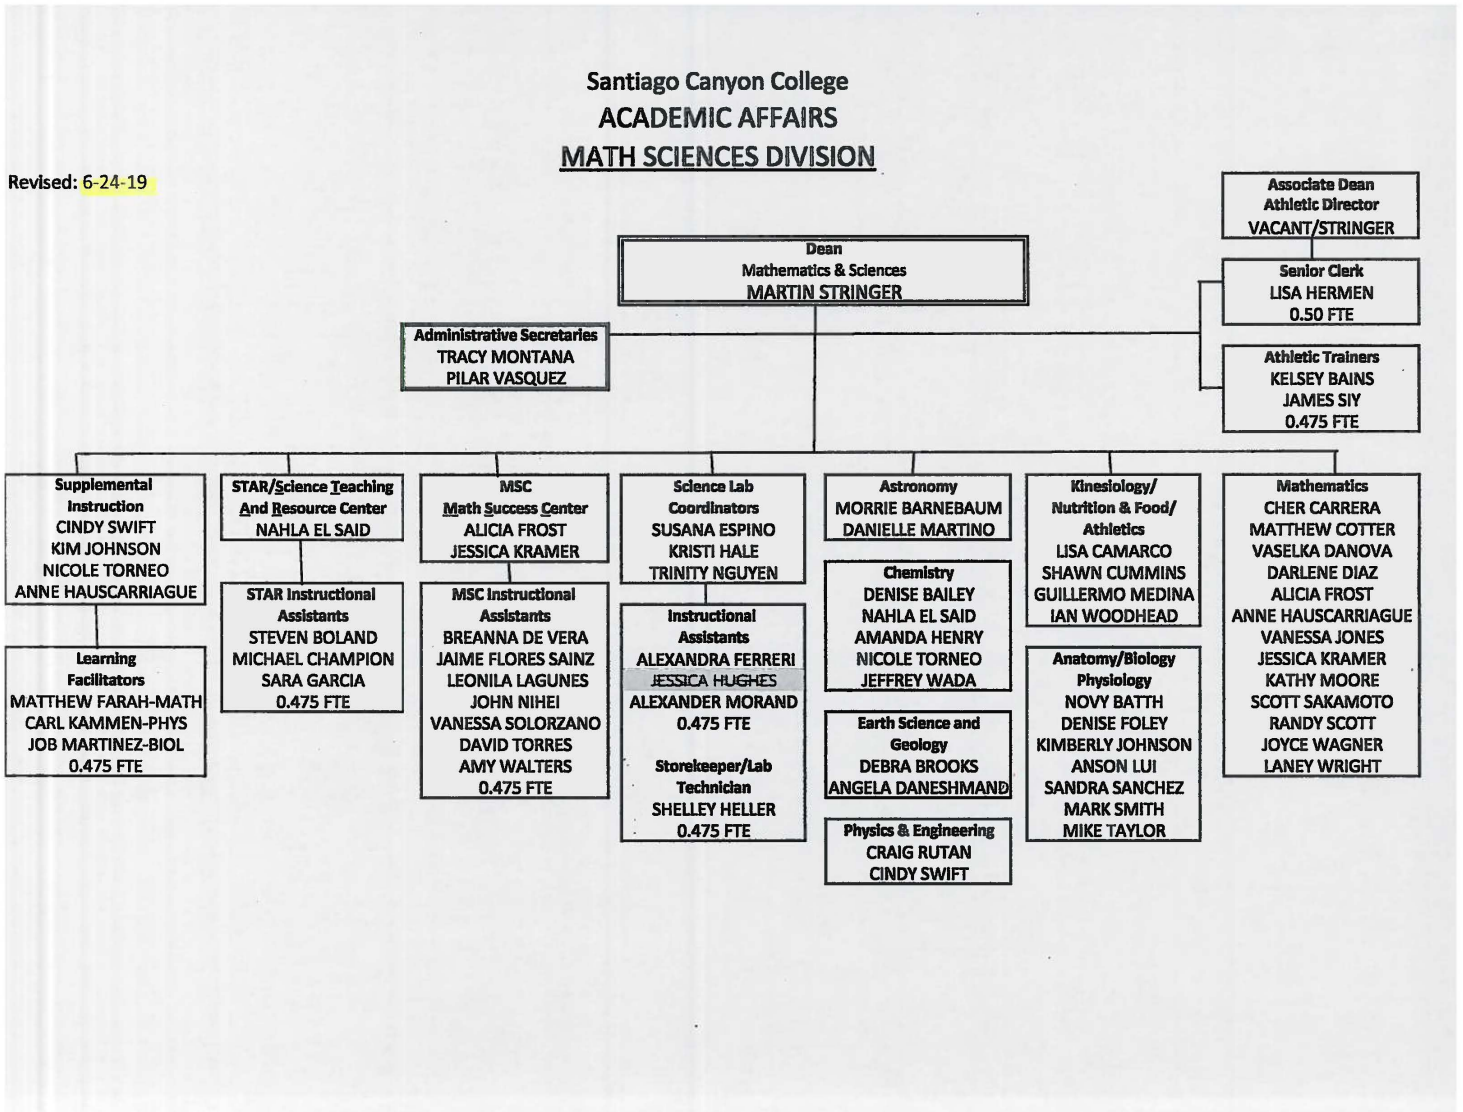 Santiago Canyon College
ACADEMIC AFFAIRS
MATH SCIENCES DIVISION
Revised: 6-24-19
Associate Dean
Athletic Director
VACANT/STRINGER
Dean
Mathematics & Sciences
MARTIN STRINGER
Senior Clerk
LISA HERMEN
0.50 FTE
Administrative Secretaries
TRACY MONTANA
PILAR VASQUEZ
Athletic Trainers
KELSEY BAINS
JAMES SIY
0.475 FTE
Supplemental
Instruction
CINDY SWIFT
KIM JOHNSON
NICOLE TORNEO
ANNE HAUSCARRIAGUE
Learning
Facilitators
MATTHEW FARAH-MATH
CARL KAMMEN-PHYS
JOB MARTINEZ-BIOL
0.475 FTE
STAR/Science Teaching
And Resource Center
NAHLA EL SAID
STAR Instructional
Assistants
STEVEN BOLAND
MICHAEL CHAMPION
SARA GARCIA
0.475 FTE
MSC
Math Success Center
ALICIA FROST
JESSICA KRAMER
MSC Instructional
Assistants
BREANNA DE VERA
JAIME FLORES SAINZ
LEONILA LAGUNES
JOHN NIHEI
VANESSA SOLORZANO
DAVID TORRES
AMY WALTERS
0.475 FTE
Science Lab
Coordinators
SUSANA ESPINO
KRISTI HALE
TRINITY NGUYEN
Instructional
Assistants
ALEXANDRA FERRERI
JESSICA HUGHES
ALEXANDER MORAND
0.475 FTE
Storekeeper/Lab
Technician
SHELLEY HELLER
0.475 FTE
Astronomy
MORRIE BARNEBAUM
DANIELLE MARTINO
Chemistry
DENISE BAILEY
NAHLA EL SAID
AMANDA HENRY
NICOLE TORNEO
JEFFREY WADA
Earth Science and
Geology
DEBRA BROOKS
ANGELA DANESHMAND
Physics & Engineering
CRAIG RUTAN
CINDY SWIFT
Kinesiology/
Nutrition & Food/
Athletics
LISA CAMARCO
SHAWN CUMMINS
GUILLERMO MEDINA
IAN WOODHEAD
Anatomy/Biology
Physiology
NOVY BATTH
DENISE FOLEY
KIMBERLY JOHNSON
ANSON LUI
SANDRA SANCHEZ
MARK SMITH
MIKE TAYLOR
Mathematics
CHER CARRERA
MATTHEW COTTER
VASELKA DANOVA
DARLENE DIAZ
ALICIA FROST
ANNE HAUSCARRIAGUE
VANESSA JONES
JESSICA KRAMER
KATHY MOORE
SCOTT SAKAMOTO
RANDY SCOTT
JOYCE WAGNER
LANEY WRIGHT